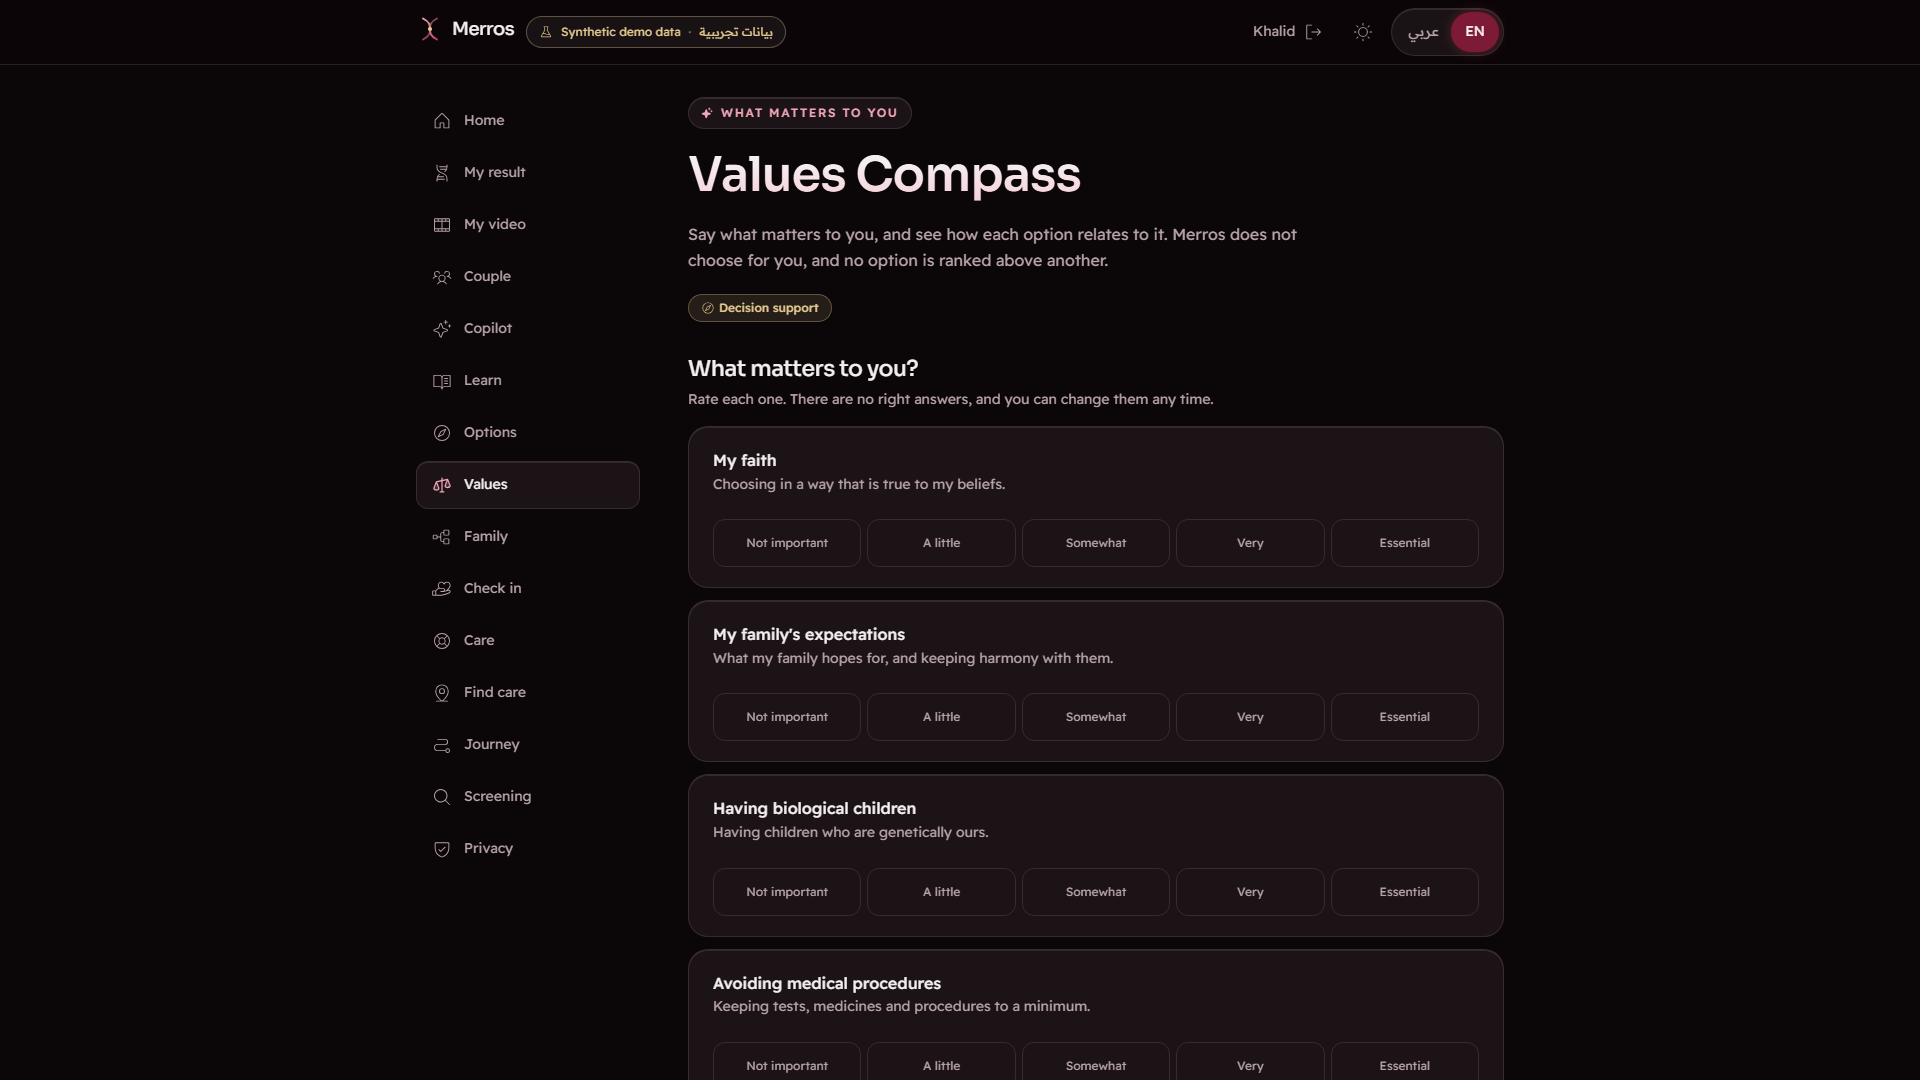 Merros
Synthetic demo data · بيانات تجريبية
Khalid
عربي
EN
Home
My result
My video
Couple
Copilot
Learn
Options
Values
Family
Check in
Care
Find care
Journey
Screening
Privacy
WHAT MATTERS TO YOU
Values Compass
Say what matters to you, and see how each option relates to it. Merros does not
choose for you, and no option is ranked above another.
Decision support
What matters to you?
Rate each one. There are no right answers, and you can change them any time.
My faith
Choosing in a way that is true to my beliefs.
Not important A little Somewhat Very Essential
My family's expectations
What my family hopes for, and keeping harmony with them.
Not important A little Somewhat Very Essential
Having biological children
Having children who are genetically ours.
Not important A little Somewhat Very Essential
Avoiding medical procedures
Keeping tests, medicines and procedures to a minimum.
Not important A little Somewhat Very Essential